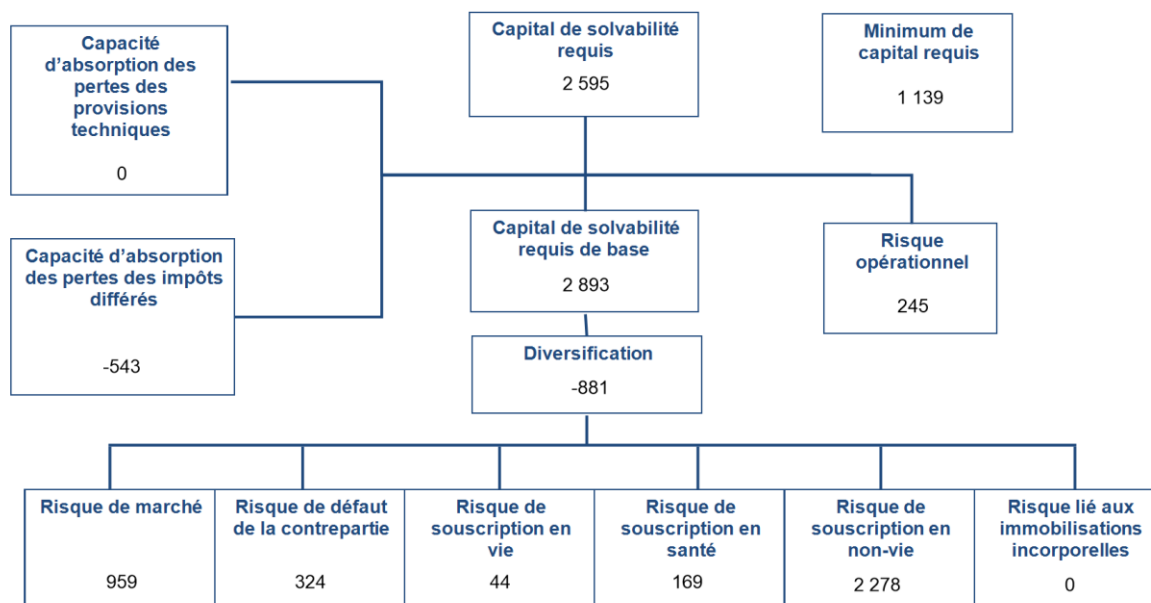 Capacité
d’absorption des
pertes des
provisions
techniques
0
Capital de solvabilité
requis
2 595
Minimum de
capital requis
1 139
Capacité d’absorption
des pertes des impôts
différés
-543
Capital de solvabilité
requis de base
2 893
Risque
opérationnel
245
Diversification
-881
Risque de marché
959
Risque de défaut
de la contrepartie
324
Risque de
souscription en
vie
44
Risque de
souscription en
santé
169
Risque de
souscription en
non-vie
2 278
Risque lié aux
immobilisations
incorporelles
0